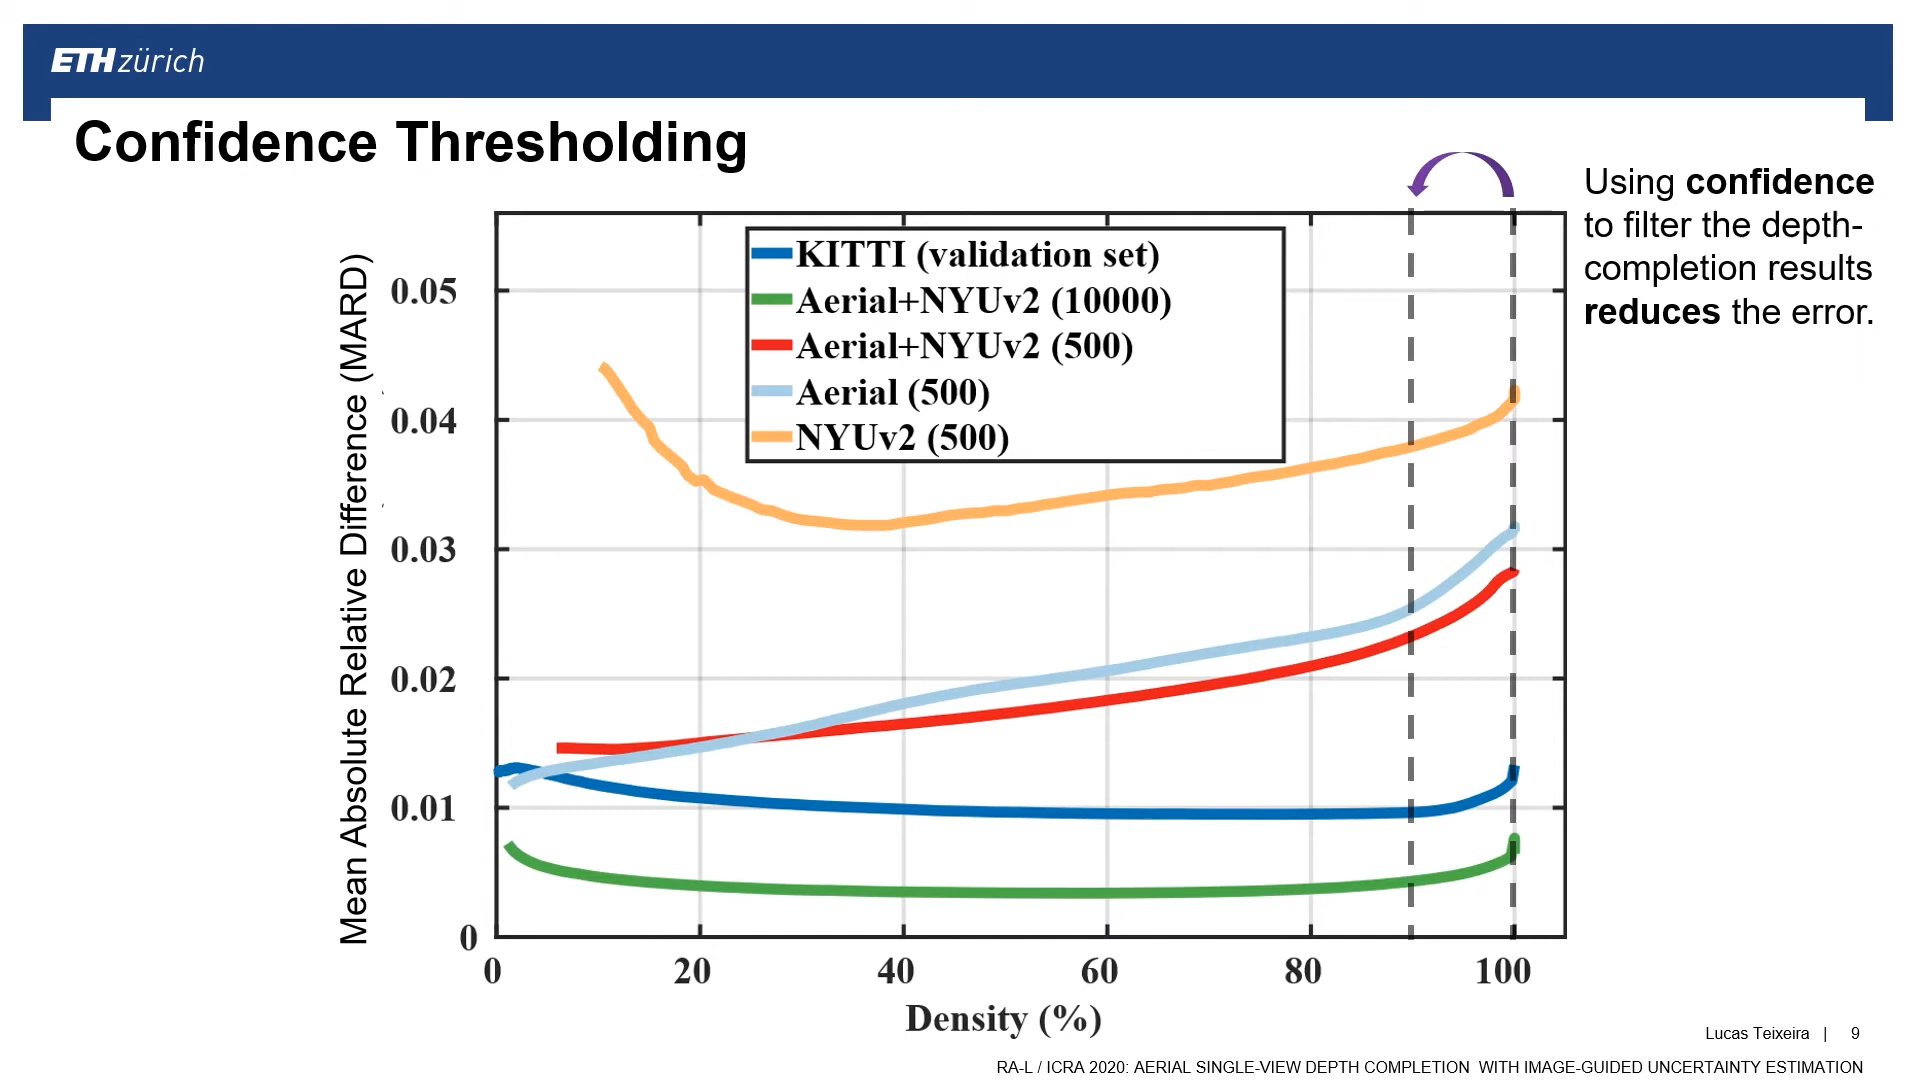 ETH zürich
Confidence Thresholding
Using confidence
to filter the depth-
completion results
reduces the error.
KITTI (validation set)
Aerial+NYUv2 (10000)
Aerial+NYUv2 (500)
Aerial (500)
NYUv2 (500)
Mean Absolute Relative Difference (MARD)
0.05
0.04
0.03
0.02
0.01
0
0 20 40 60 80 100
Density (%)
Lucas Teixeira | 9
RA-L / ICRA 2020: AERIAL SINGLE-VIEW DEPTH COMPLETION WITH IMAGE-GUIDED UNCERTAINTY ESTIMATION